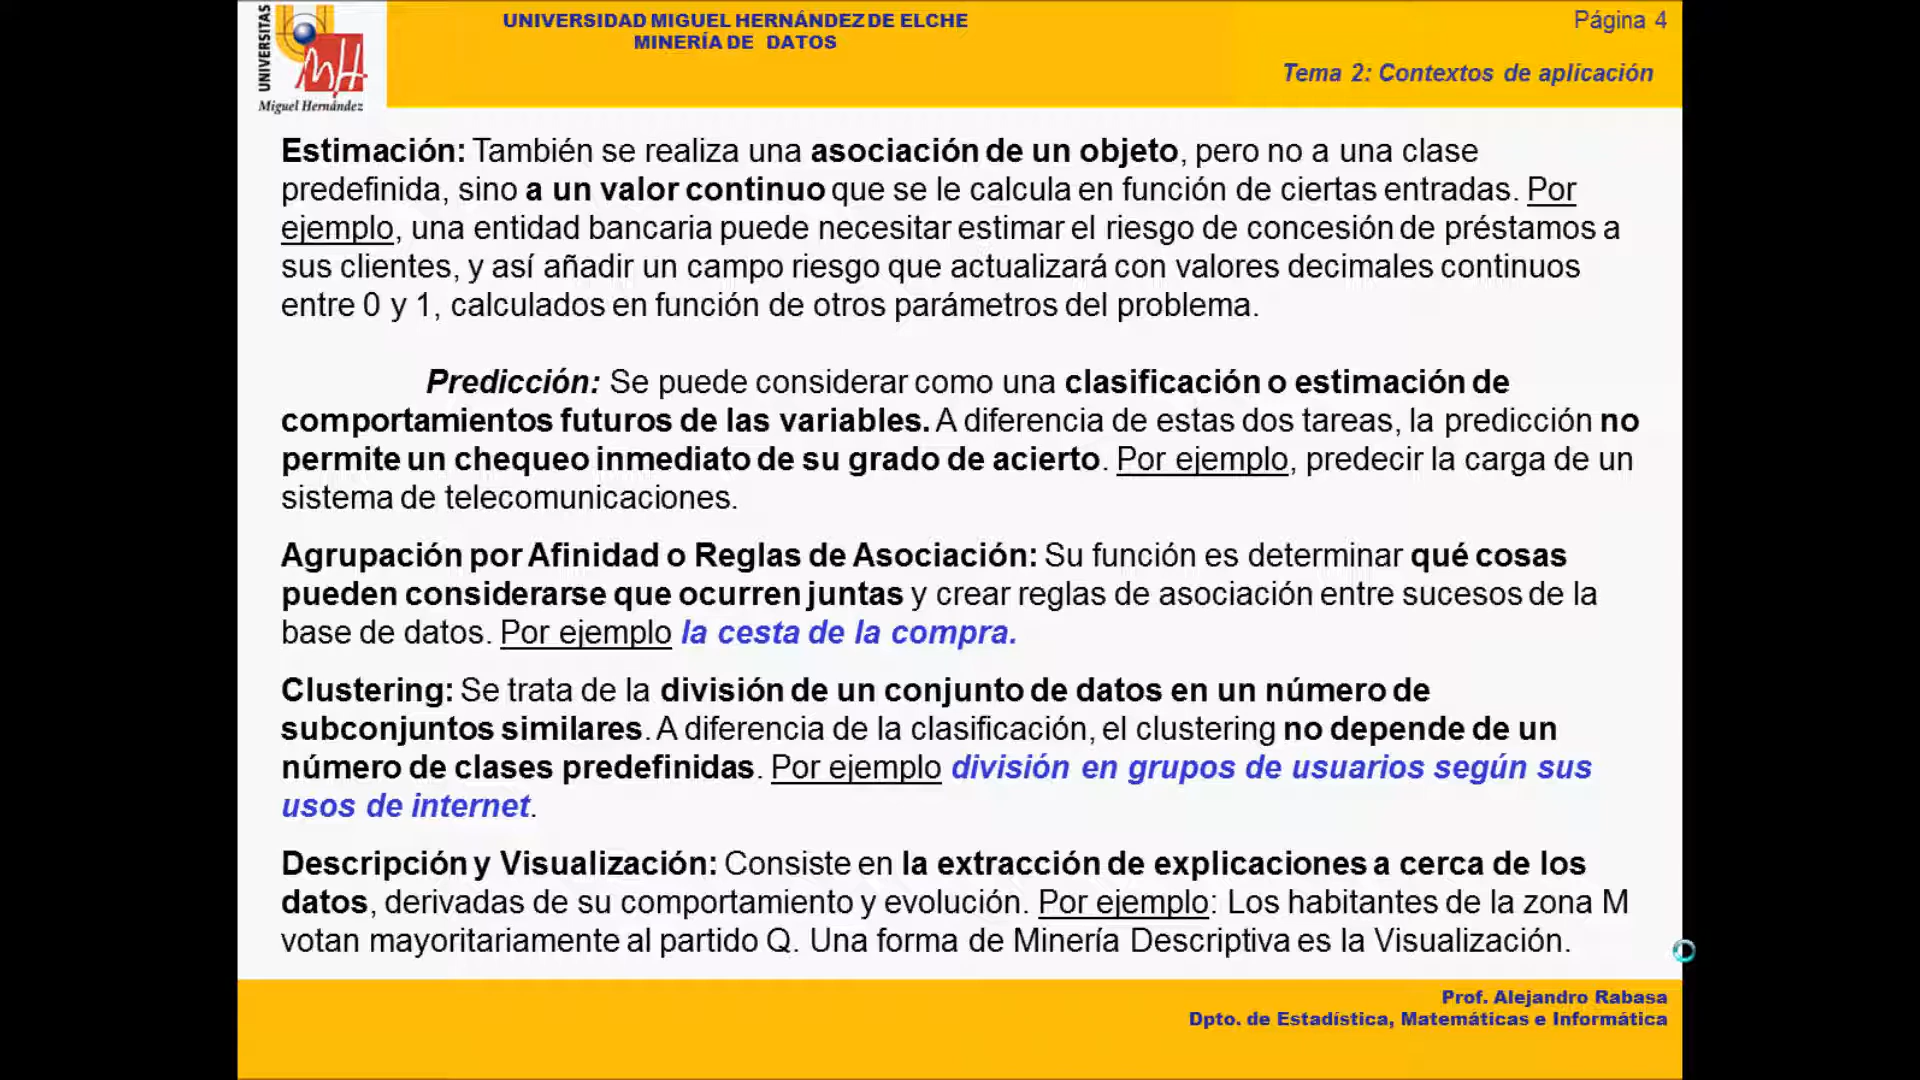 UNIVERSITAS
Miguel Hernández
UNIVERSIDAD MIGUEL HERNÁNDEZ DE ELCHE
MINERÍA DE DATOS
Página 4
Tema 2: Contextos de aplicación
Estimación: También se realiza una asociación de un objeto, pero no a una clase
predefinida, sino a un valor continuo que se le calcula en función de ciertas entradas. Por
ejemplo, una entidad bancaria puede necesitar estimar el riesgo de concesión de préstamos a
sus clientes, y así añadir un campo riesgo que actualizará con valores decimales continuos
entre 0 y 1, calculados en función de otros parámetros del problema.
Predicción: Se puede considerar como una clasificación o estimación de
comportamientos futuros de las variables. A diferencia de estas dos tareas, la predicción no
permite un chequeo inmediato de su grado de acierto. Por ejemplo, predecir la carga de un
sistema de telecomunicaciones.
Agrupación por Afinidad o Reglas de Asociación: Su función es determinar qué cosas
pueden considerarse que ocurren juntas y crear reglas de asociación entre sucesos de la
base de datos. Por ejemplo la cesta de la compra.
Clustering: Se trata de la división de un conjunto de datos en un número de
subconjuntos similares. A diferencia de la clasificación, el clustering no depende de un
número de clases predefinidas. Por ejemplo división en grupos de usuarios según sus
usos de internet.
Descripción y Visualización: Consiste en la extracción de explicaciones a cerca de los
datos, derivadas de su comportamiento y evolución. Por ejemplo: Los habitantes de la zona M
votan mayoritariamente al partido Q. Una forma de Minería Descriptiva es la Visualización.
Prof. Alejandro Rabasa
Dpto. de Estadística, Matemáticas e Informática